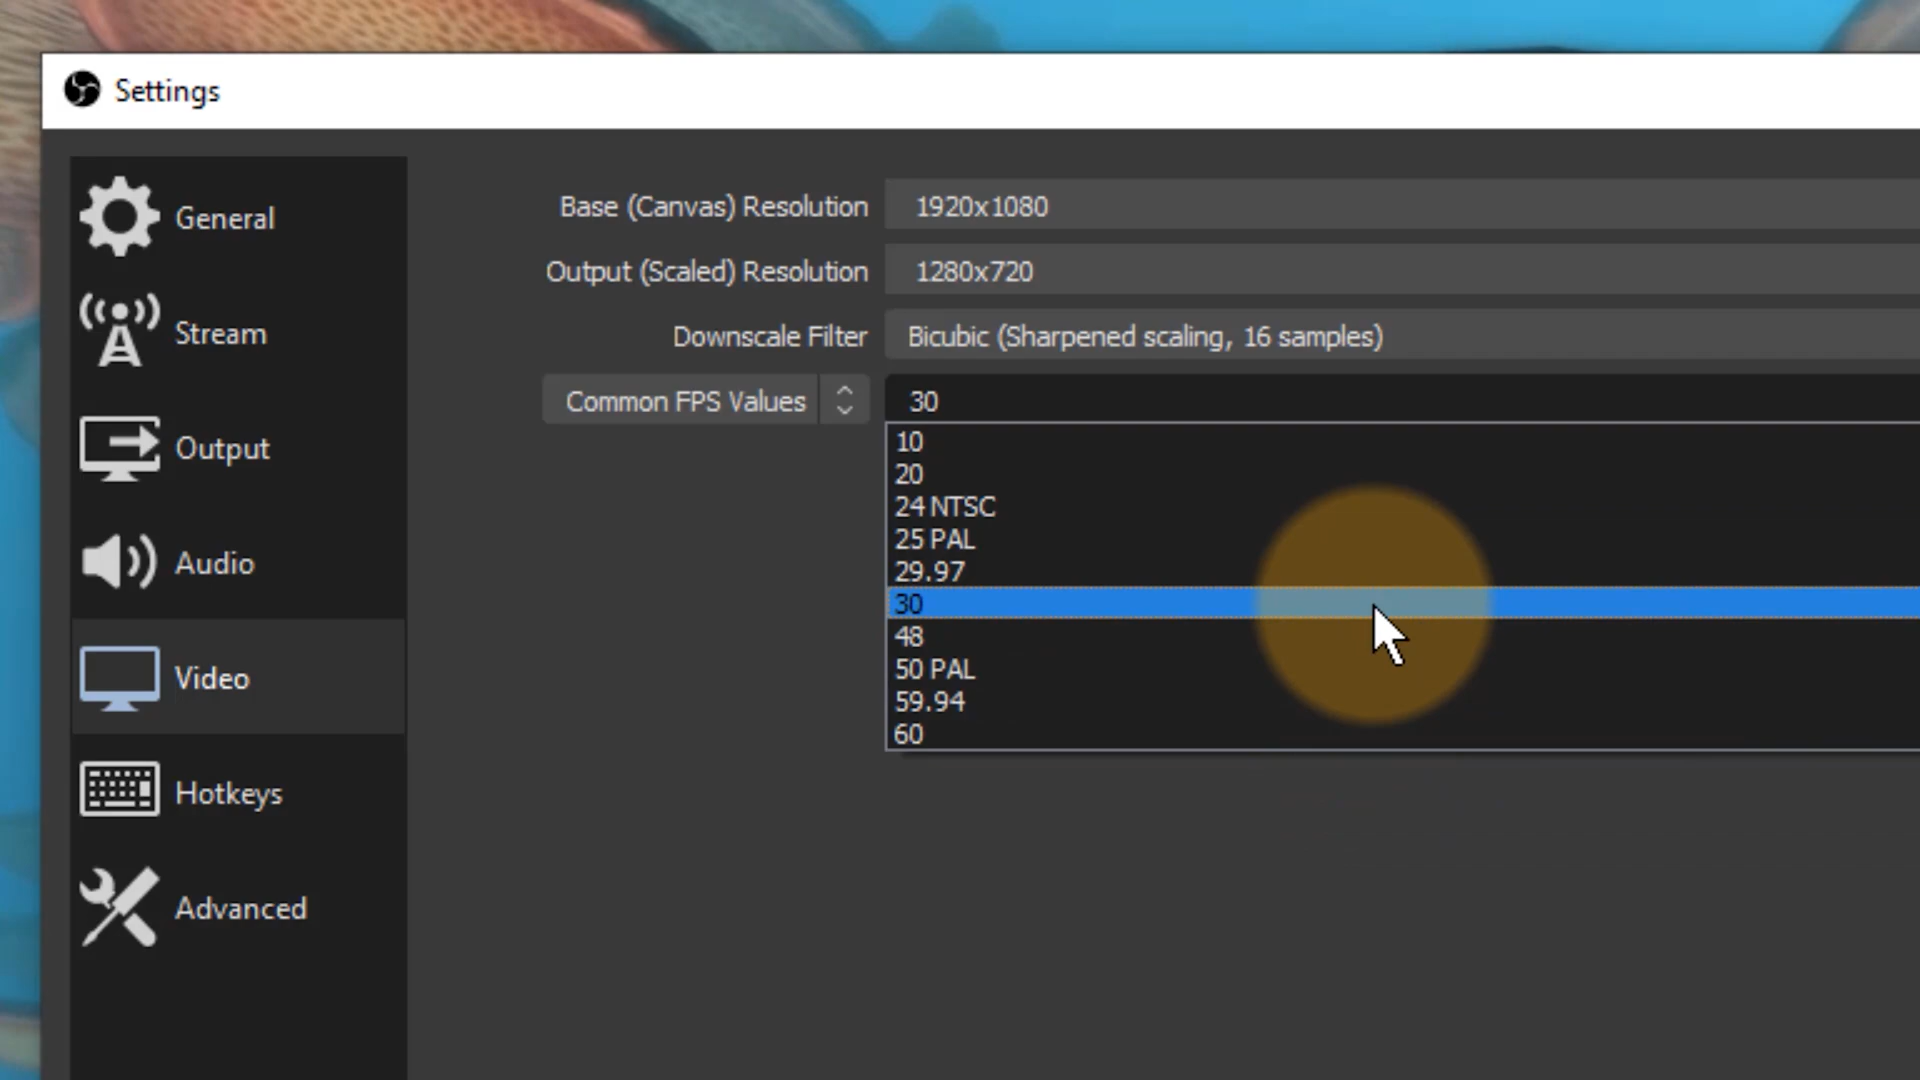 Settings
General
Stream
Output
Audio
Video
Hotkeys
Advanced
Base (Canvas) Resolution 1920x1080
Output (Scaled) Resolution 1280x720
Downscale Filter Bicubic (Sharpened scaling, 16 samples)
Common FPS Values 30
10
20
24 NTSC
25 PAL
29.97
30
48
50 PAL
59.94
60